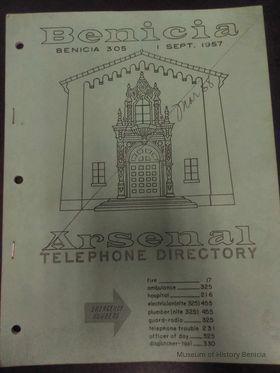 Benicia
BENICIA 305 1 SEPT. 1957
Arsenal
TELEPHONE DIRECTORY
EMERGENCY
NUMBERS
fire 17
ambulance 325
hospital 216
electrician(nite 325) 455
plumber(nite 325) 455
guard-radio 325
telephone trouble 231
officer of day 325
dispatcher-taxi 330
Museum of History Benicia